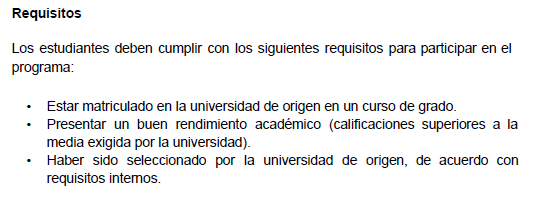 Requisitos
Los estudiantes deben cumplir con los siguientes requisitos para participar en el
programa:
• Estar matriculado en la universidad de origen en un curso de grado.
• Presentar un buen rendimiento académico (calificaciones superiores a la
media exigida por la universidad).
• Haber sido seleccionado por la universidad de origen, de acuerdo con
requisitos internos.